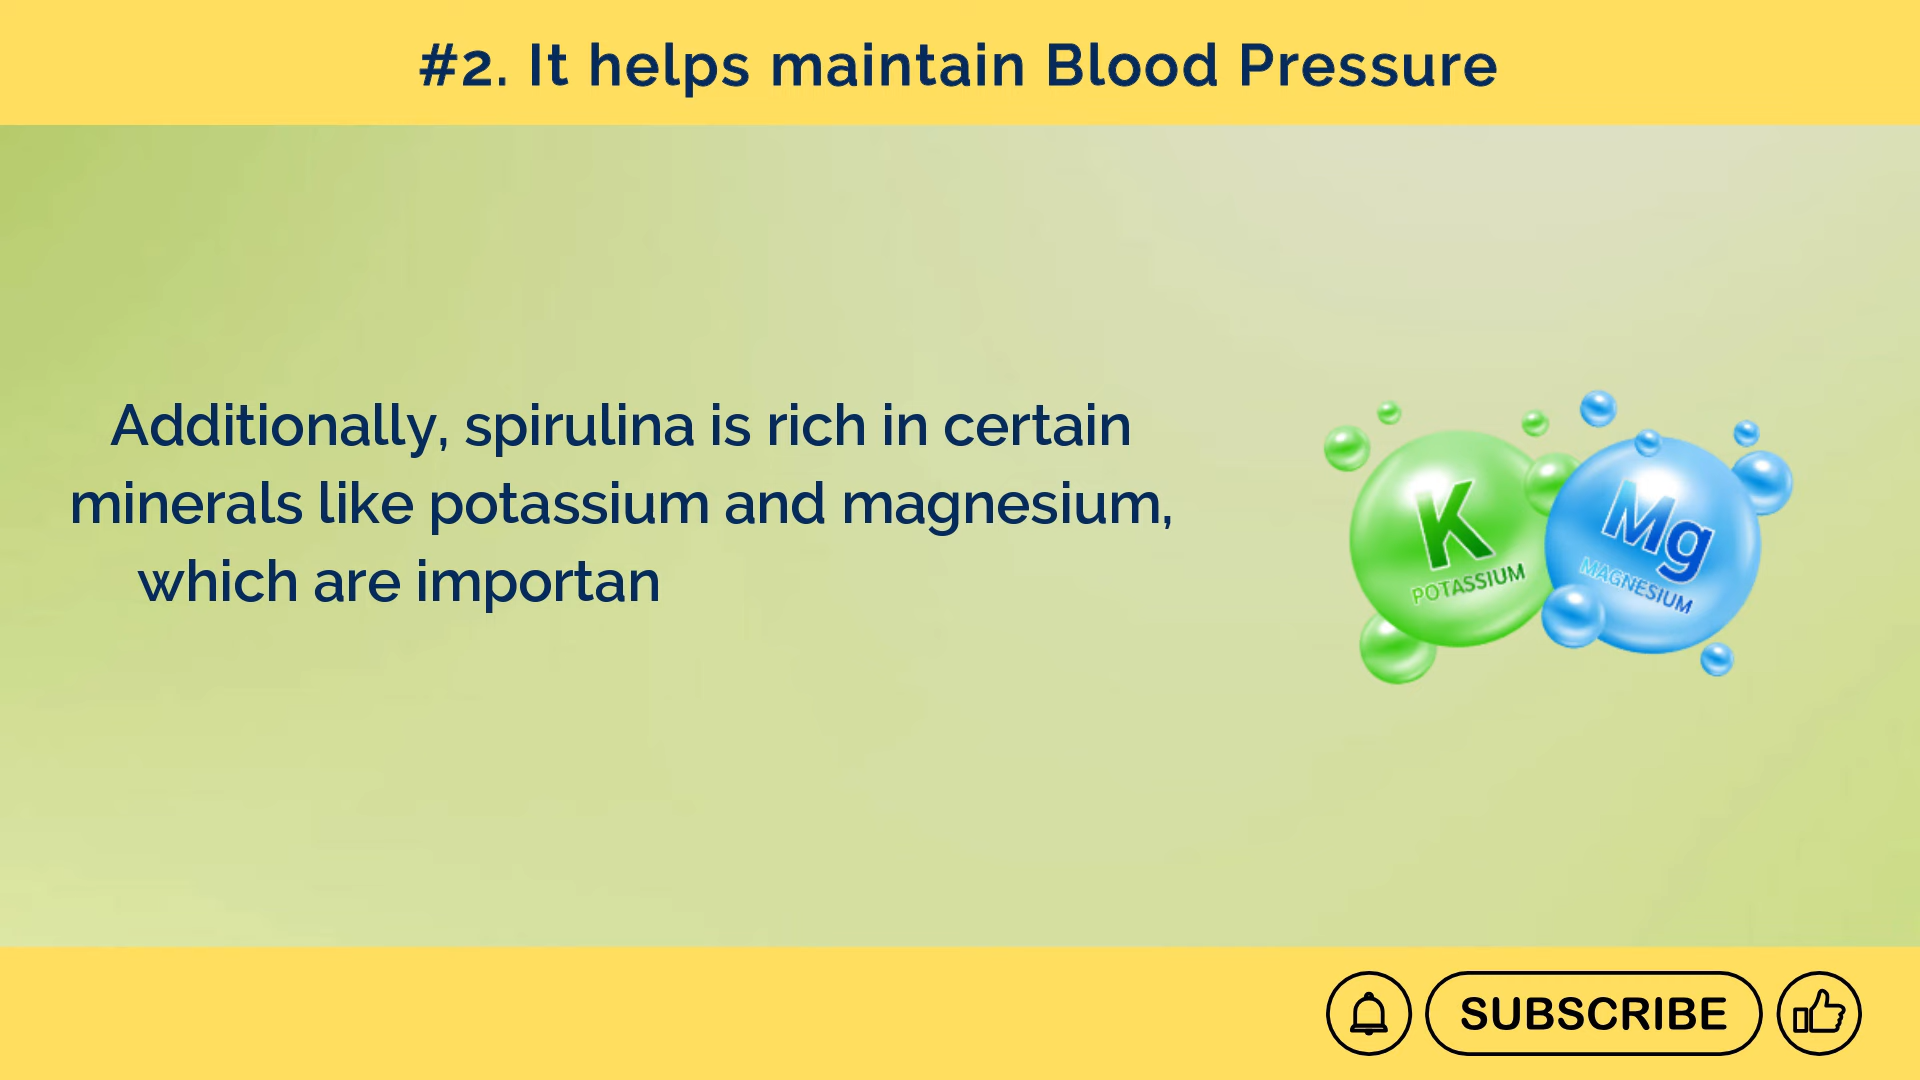 #2. It helps maintain Blood Pressure
Additionally, spirulina is rich in certain
minerals like potassium and magnesium,
which are importan
K
POTASSIUM
Mg
MAGNESIUM
SUBSCRIBE